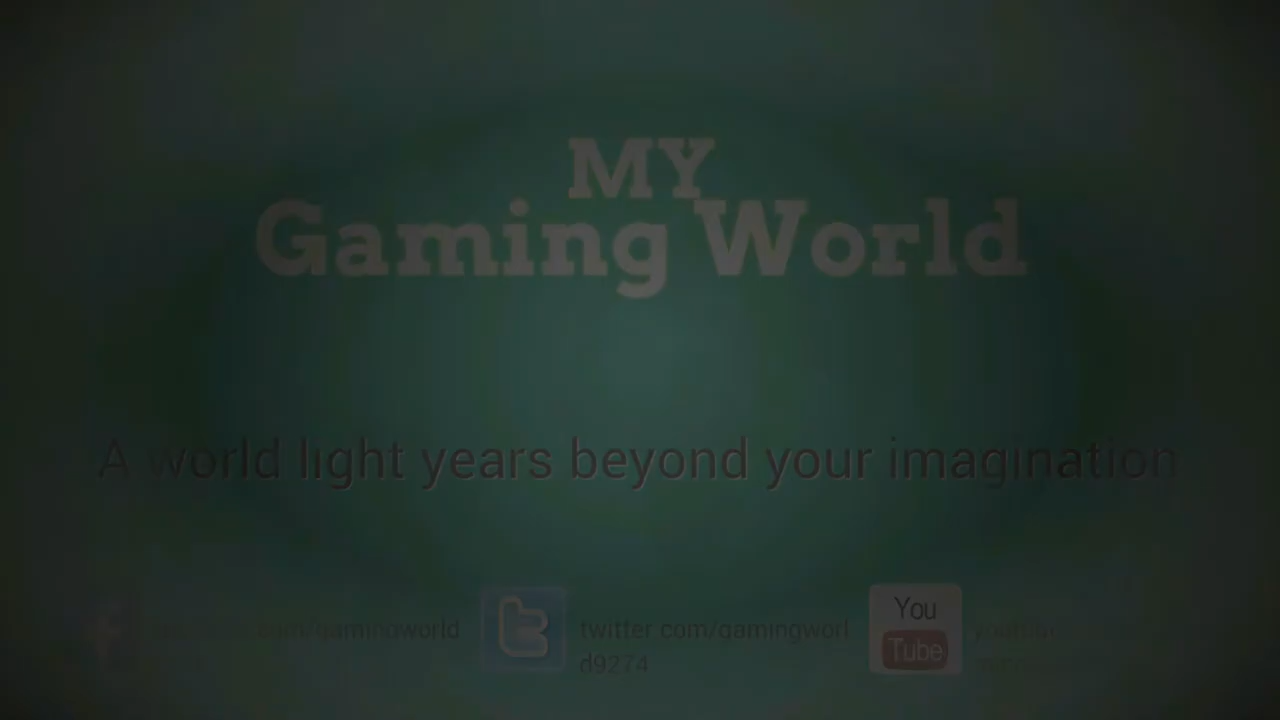 MY
Gaming World
A world light years beyond your imagination
f
com/gamingworld
t
twitter com/gamingworl
d9274
You
Tube